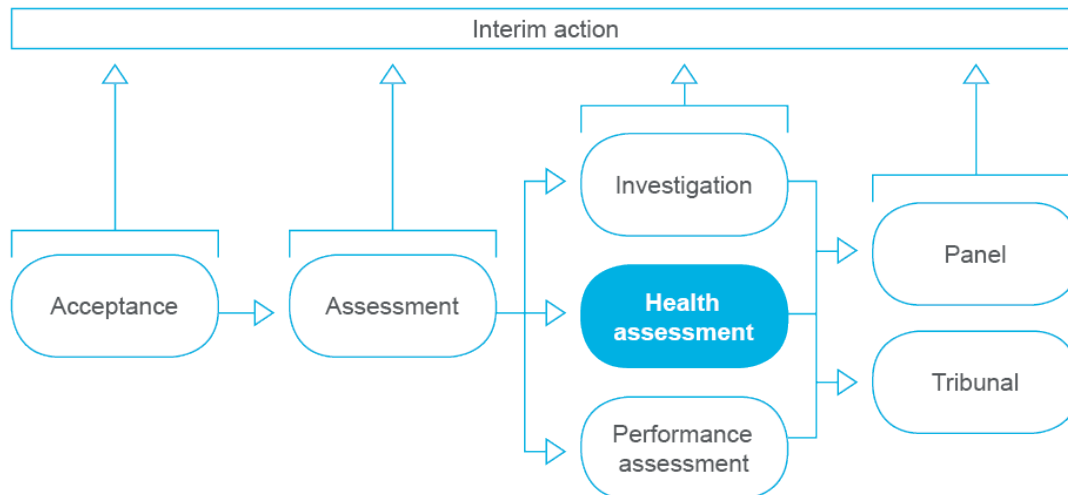 Interim action
Acceptance
Assessment
Investigation
Health
assessment
Performance
assessment
Panel
Tribunal